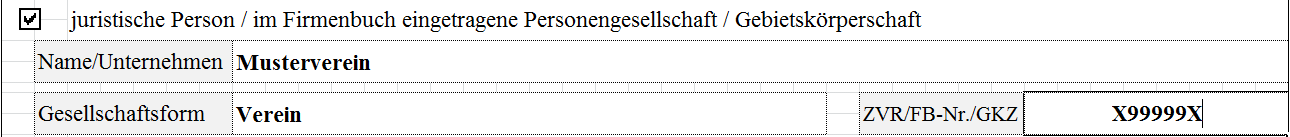 juristische Person / im Firmenbuch eingetragene Personengesellschaft / Gebietskörperschaft
Name/Unternehmen Musterverein
Gesellschaftsform Verein ZVR/FB-Nr./GKZ X99999X